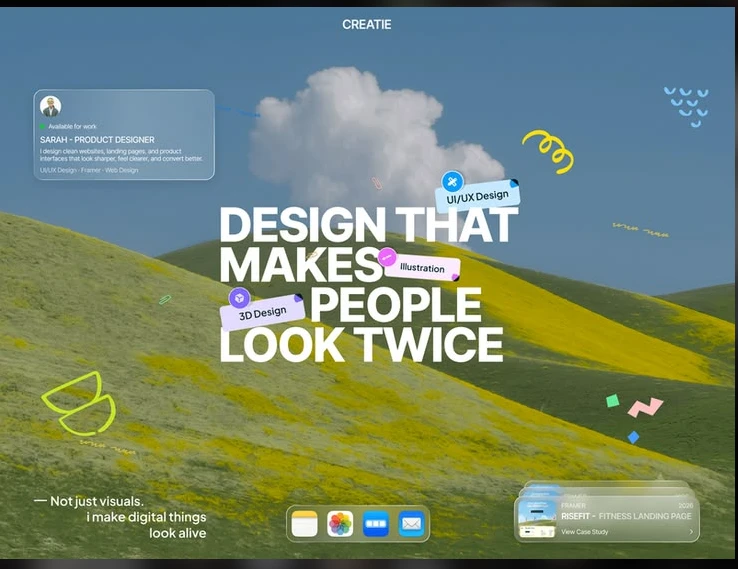 CREATIE
Available for work
SARAH - PRODUCT DESIGNER
I design clean websites, landing pages, and product
interfaces that look sharper, feel clearer, and convert better.
UI/UX Design · Framer · Web Design
UI/UX Design
DESIGN THAT
MAKES
Illustration
3D Design
PEOPLE
LOOK TWICE
— Not just visuals.
i make digital things
look alive
FRAMER 2026
RISEFIT - FITNESS LANDING PAGE
View Case Study